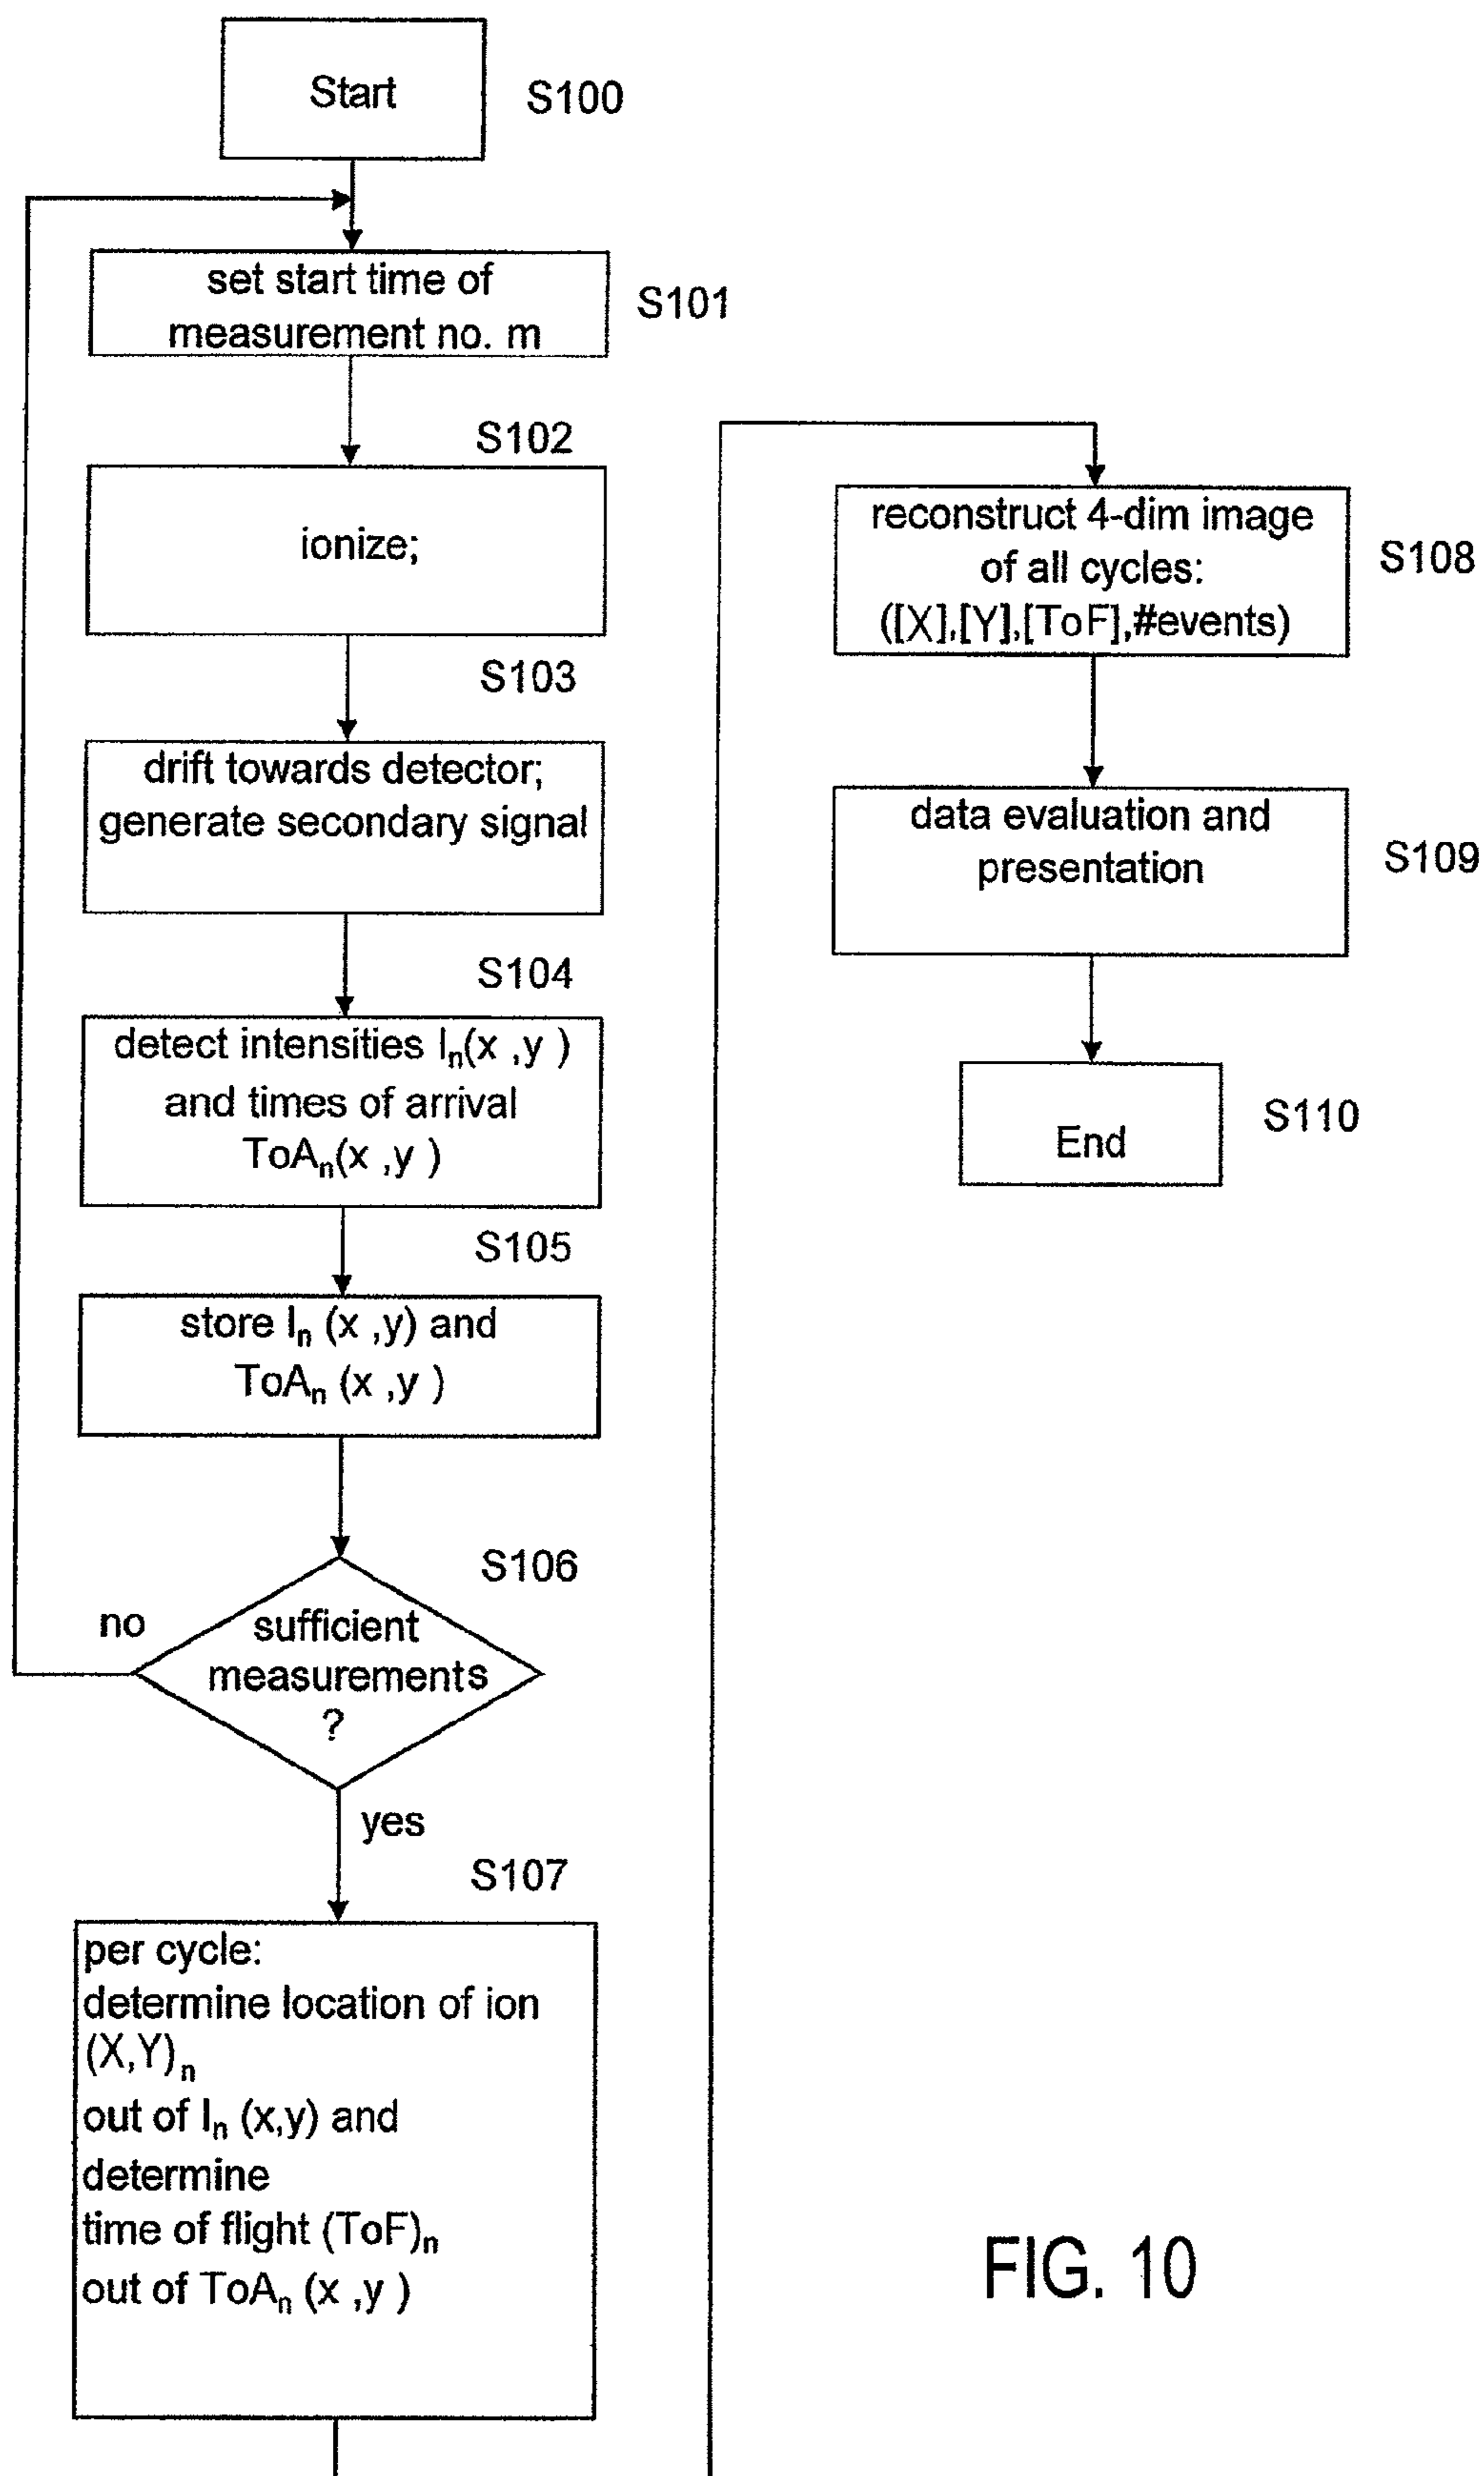 Start
S100
set start time of
measurement no. m
S101
S102
ionize;
S103
drift towards detector;
generate secondary signal
S104
detect intensities Iₙ(x ,y )
and times of arrival
ToAₙ(x ,y )
S105
store Iₙ (x ,y) and
ToAₙ (x ,y )
S106
no
sufficient
measurements
?
yes
S107
per cycle:
determine location of ion
(X,Y)ₙ
out of Iₙ (x,y) and
determine
time of flight (ToF)ₙ
out of ToAₙ (x ,y )
reconstruct 4-dim image
of all cycles:
([X],[Y],[ToF],#events)
S108
data evaluation and
presentation
S109
End
S110
FIG. 10